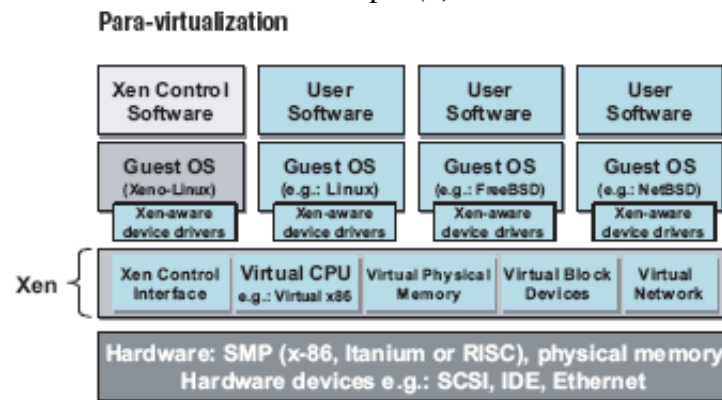 Para-virtualization
Xen Control
Software
User
Software
User
Software
User
Software
Guest OS
(Xeno-Linux)
Guest OS
(e.g.: Linux)
Guest OS
(e.g.: FreeBSD)
Guest OS
(e.g.: NetBSD)
Xen-aware
device drivers
Xen-aware
device drivers
Xen-aware
device drivers
Xen-aware
device drivers
Xen
Xen Control
Interface
Virtual CPU
e.g.: Virtual x86
Virtual Physical
Memory
Virtual Block
Devices
Virtual
Network
Hardware: SMP (x-86, Itanium or RISC), physical memory
Hardware devices e.g.: SCSI, IDE, Ethernet